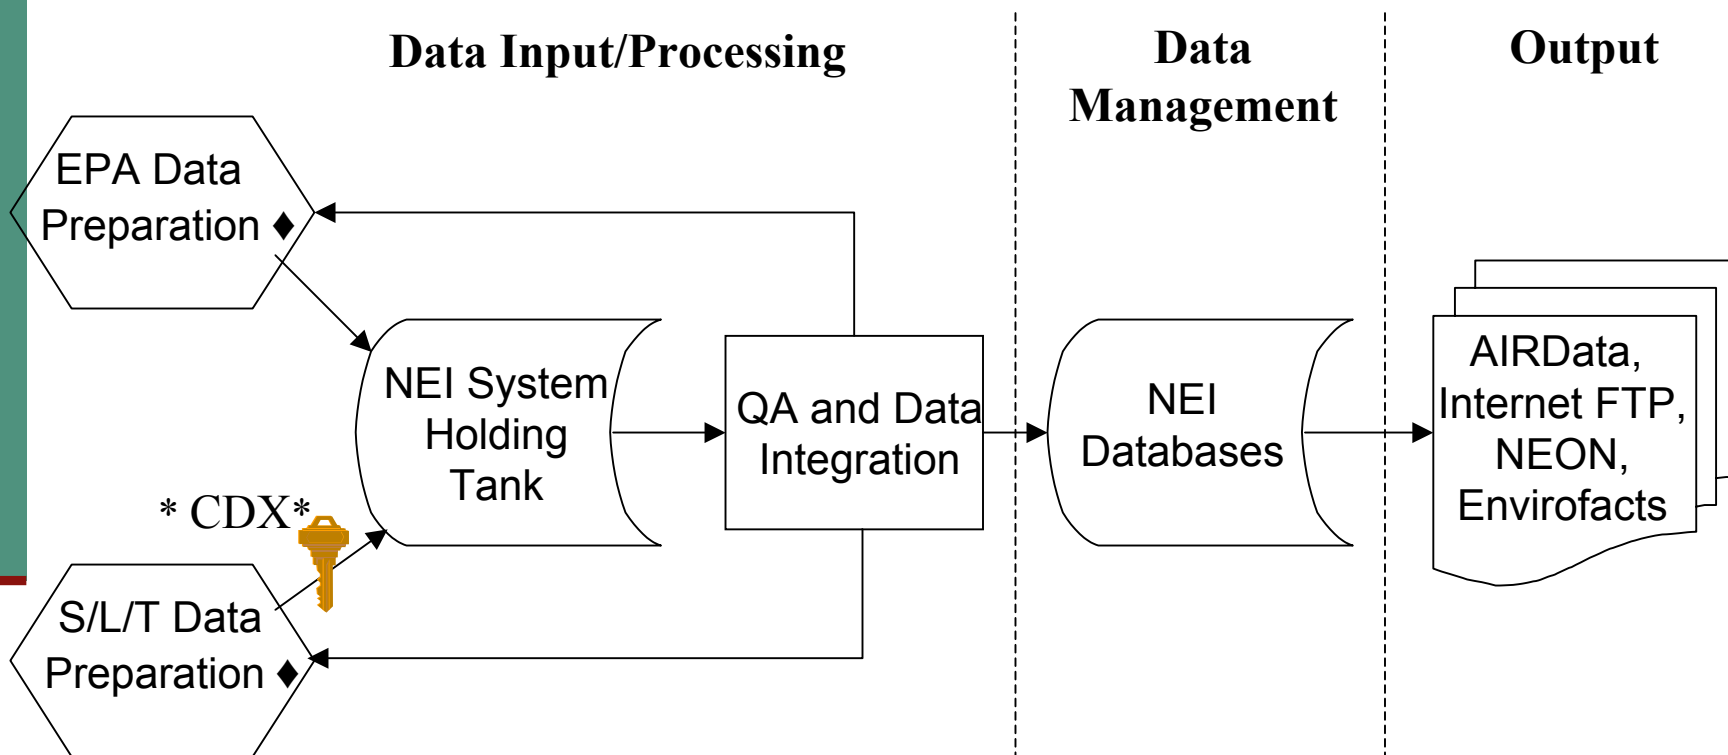 Data Input/Processing
Data
Management
Output
EPA Data
Preparation ♦
NEI System
Holding
Tank
* CDX*
S/L/T Data
Preparation ♦
QA and Data
Integration
NEI
Databases
AIRData,
Internet FTP,
NEON,
Envirofacts